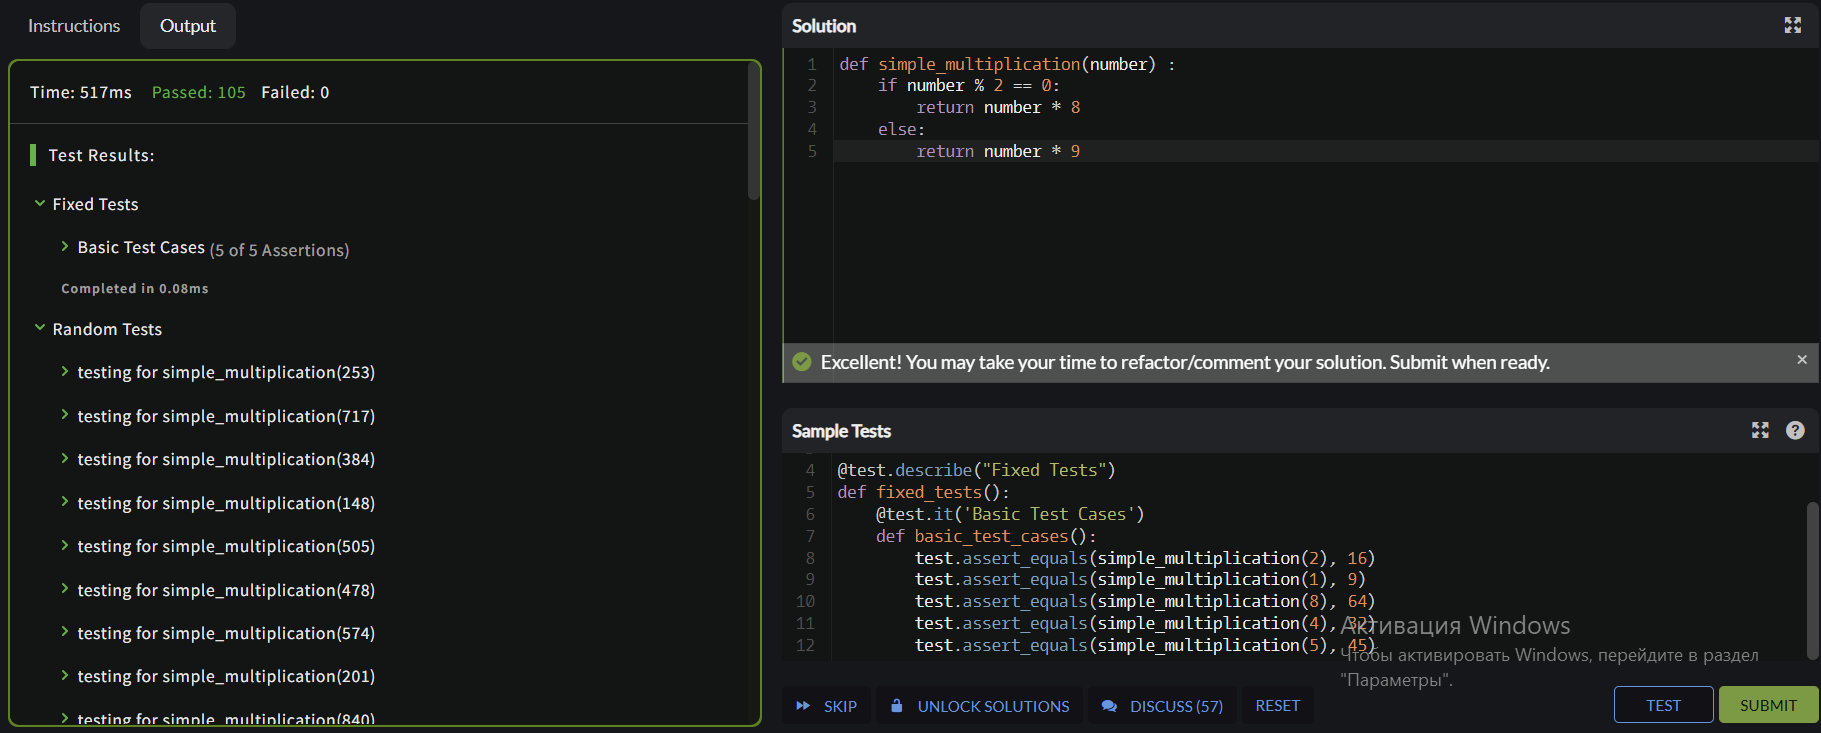 Instructions
Output
Time: 517ms Passed: 105 Failed: 0
Test Results:
Fixed Tests
Basic Test Cases (5 of 5 Assertions)
Completed in 0.08ms
Random Tests
testing for simple_multiplication(253)
testing for simple_multiplication(717)
testing for simple_multiplication(384)
testing for simple_multiplication(148)
testing for simple_multiplication(505)
testing for simple_multiplication(478)
testing for simple_multiplication(574)
testing for simple_multiplication(201)
testing for simple_multiplication(840)
Solution
1 def simple_multiplication(number) :
2     if number % 2 == 0:
3         return number * 8
4     else:
5         return number * 9
Excellent! You may take your time to refactor/comment your solution. Submit when ready.
Sample Tests
4 @test.describe("Fixed Tests")
5 def fixed_tests():
6     @test.it('Basic Test Cases')
7     def basic_test_cases():
8         test.assert_equals(simple_multiplication(2), 16)
9         test.assert_equals(simple_multiplication(1), 9)
10         test.assert_equals(simple_multiplication(8), 64)
11         test.assert_equals(simple_multiplication(4), 32)
12         test.assert_equals(simple_multiplication(5), 45)
Активация Windows
Чтобы активировать Windows, перейдите в раздел
"Параметры".
SKIP
UNLOCK SOLUTIONS
DISCUSS (57)
RESET
TEST
SUBMIT